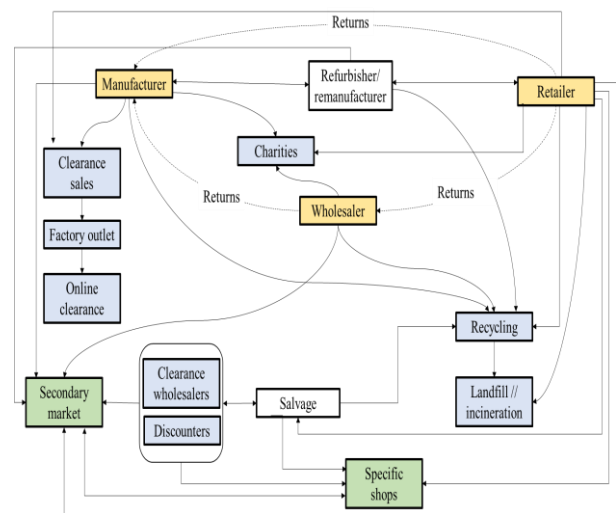 Returns
Manufacturer
Refurbisher/
remanufacturer
Retailer
Clearance
sales
Charities
Returns
Wholesaler
Returns
Factory outlet
Online
clearance
Recycling
Secondary
market
Clearance
wholesalers
Discounters
Salvage
Landfill //
incineration
Specific
shops